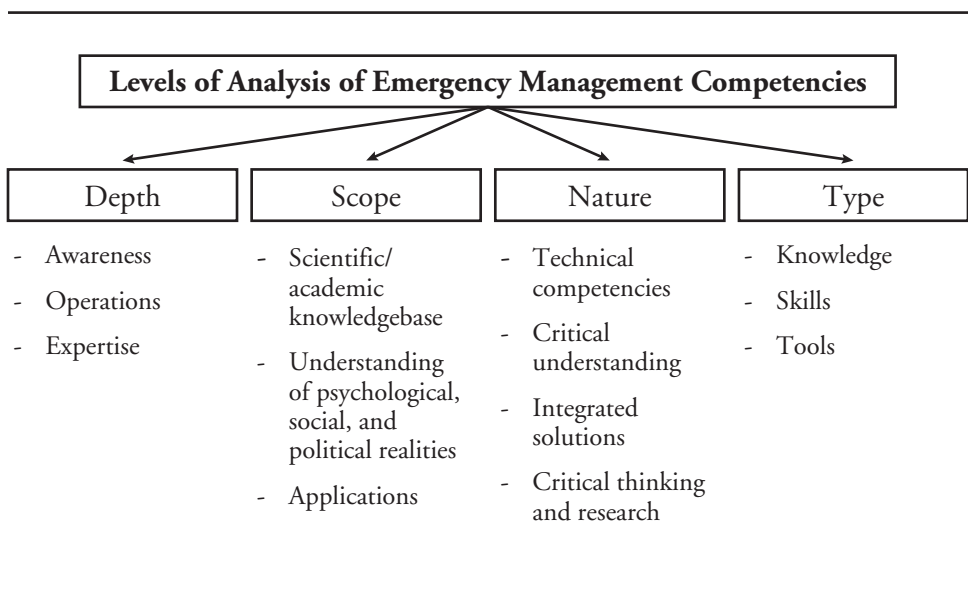 Levels of Analysis of Emergency Management Competencies
Depth
- Awareness
- Operations
- Expertise
Scope
- Scientific/
academic
knowledgebase
- Understanding
of psychological,
social, and
political realities
- Applications
Nature
- Technical
competencies
- Critical
understanding
- Integrated
solutions
- Critical thinking
and research
Type
- Knowledge
- Skills
- Tools